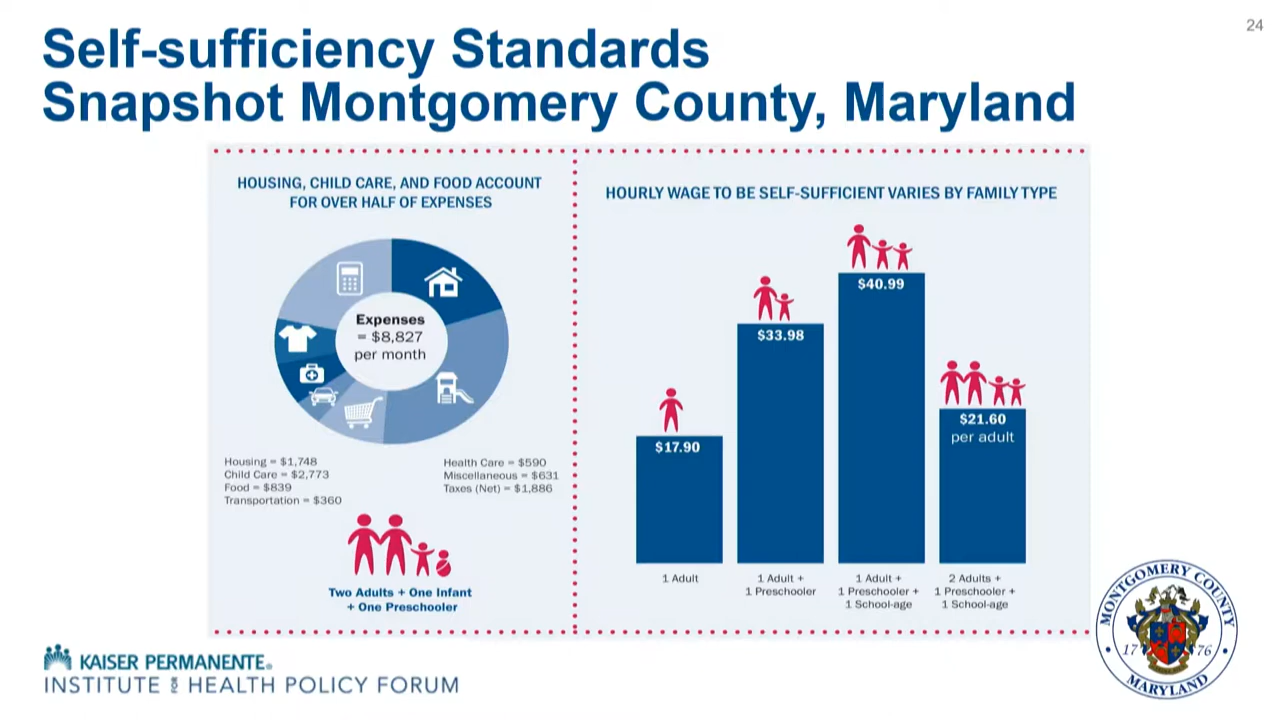 24
Self-sufficiency Standards
Snapshot Montgomery County, Maryland
HOUSING, CHILD CARE, AND FOOD ACCOUNT
FOR OVER HALF OF EXPENSES
Expenses
= $8,827
per month
Housing = $1,748
Child Care = $2,773
Food = $839
Transportation = $360
Health Care = $590
Miscellaneous = $631
Taxes (Net) = $1,886
Two Adults + One Infant
+ One Preschooler
HOURLY WAGE TO BE SELF-SUFFICIENT VARIES BY FAMILY TYPE
$17.90
$33.98
$40.99
$21.60
per adult
1 Adult
1 Adult +
1 Preschooler
1 Adult +
1 Preschooler +
1 School-age
2 Adults +
1 Preschooler +
1 School-age
KAISER PERMANENTE®
INSTITUTE FOR HEALTH POLICY FORUM
MONTGOMERY COUNTY
17 76
MARYLAND